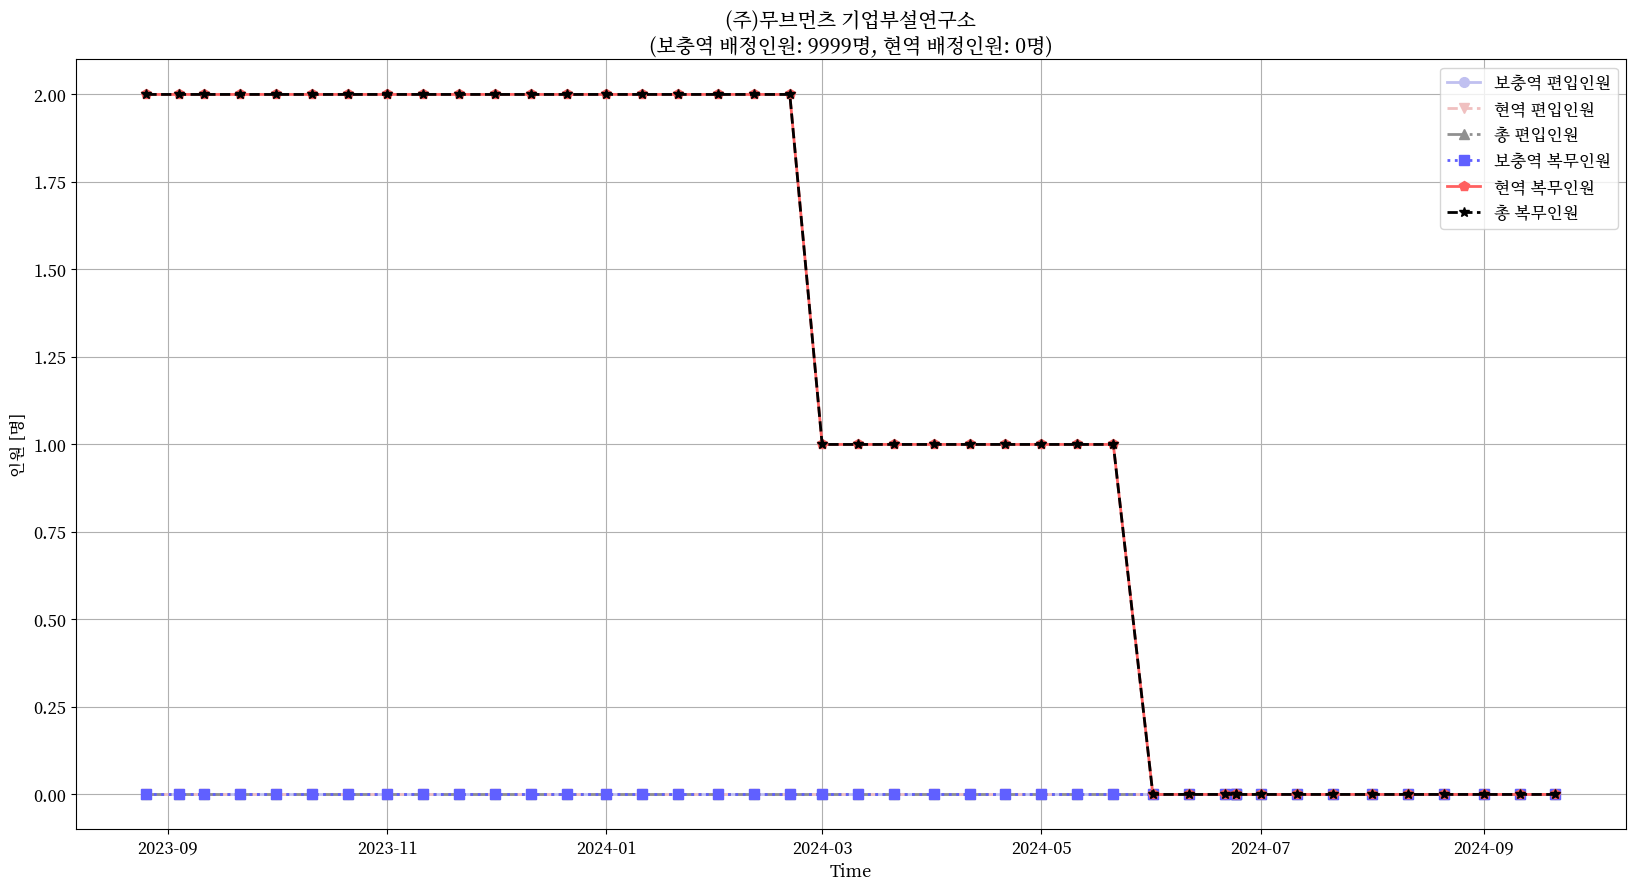 (주)무브먼츠 기업부설연구소
(보충역 배정인원: 9999명, 현역 배정인원: 0명)
보충역 편입인원
현역 편입인원
총 편입인원
보충역 복무인원
현역 복무인원
총 복무인원
인원 [명]
2.00
1.75
1.50
1.25
1.00
0.75
0.50
0.25
0.00
2023-09 2023-11 2024-01 2024-03 2024-05 2024-07 2024-09
Time